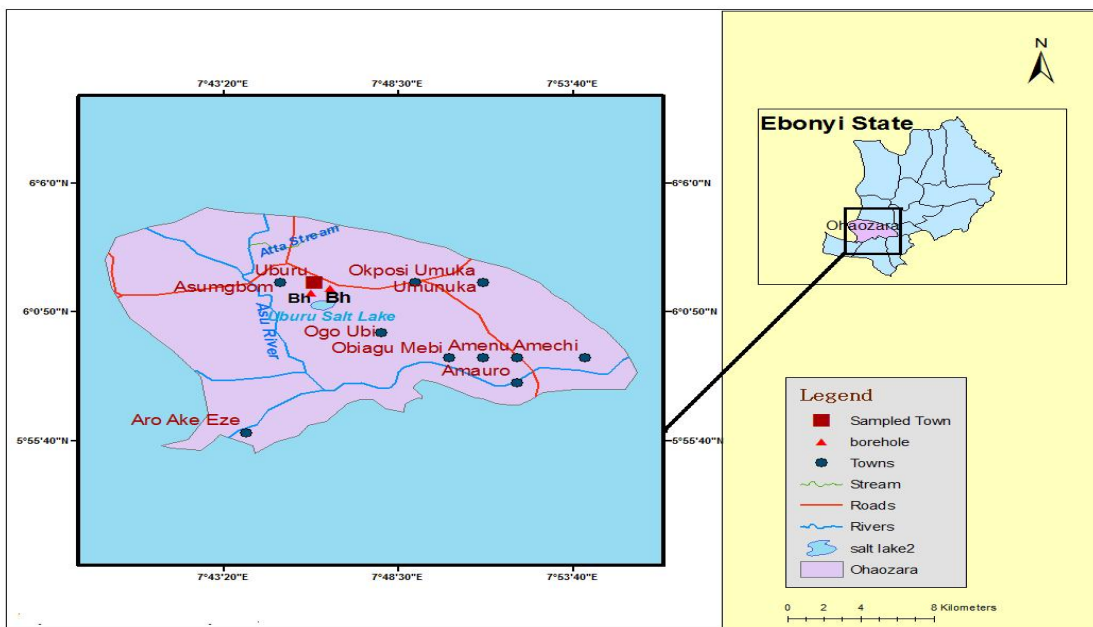 7°43'20"E
7°48'30"E
7°53'40"E
N
Ebonyi State
Ohaozara
6°6'0"N
6°6'0"N
Atta Stream
Uburu
Okposi Umuka
Asumgbom
Umunuka
Bh
Bh
6°0'50"N
6°0'50"N
Uburu Salt Lake
Asu River
Ogo Ubi
Obiagu Mebi
Amenu Amechi
Amauro
Aro Ake Eze
5°55'40"N
5°55'40"N
7°43'20"E
7°48'30"E
7°53'40"E
Legend
Sampled Town
borehole
Towns
Stream
Roads
Rivers
salt lake2
Ohaozara
0 2 4 8 Kilometers